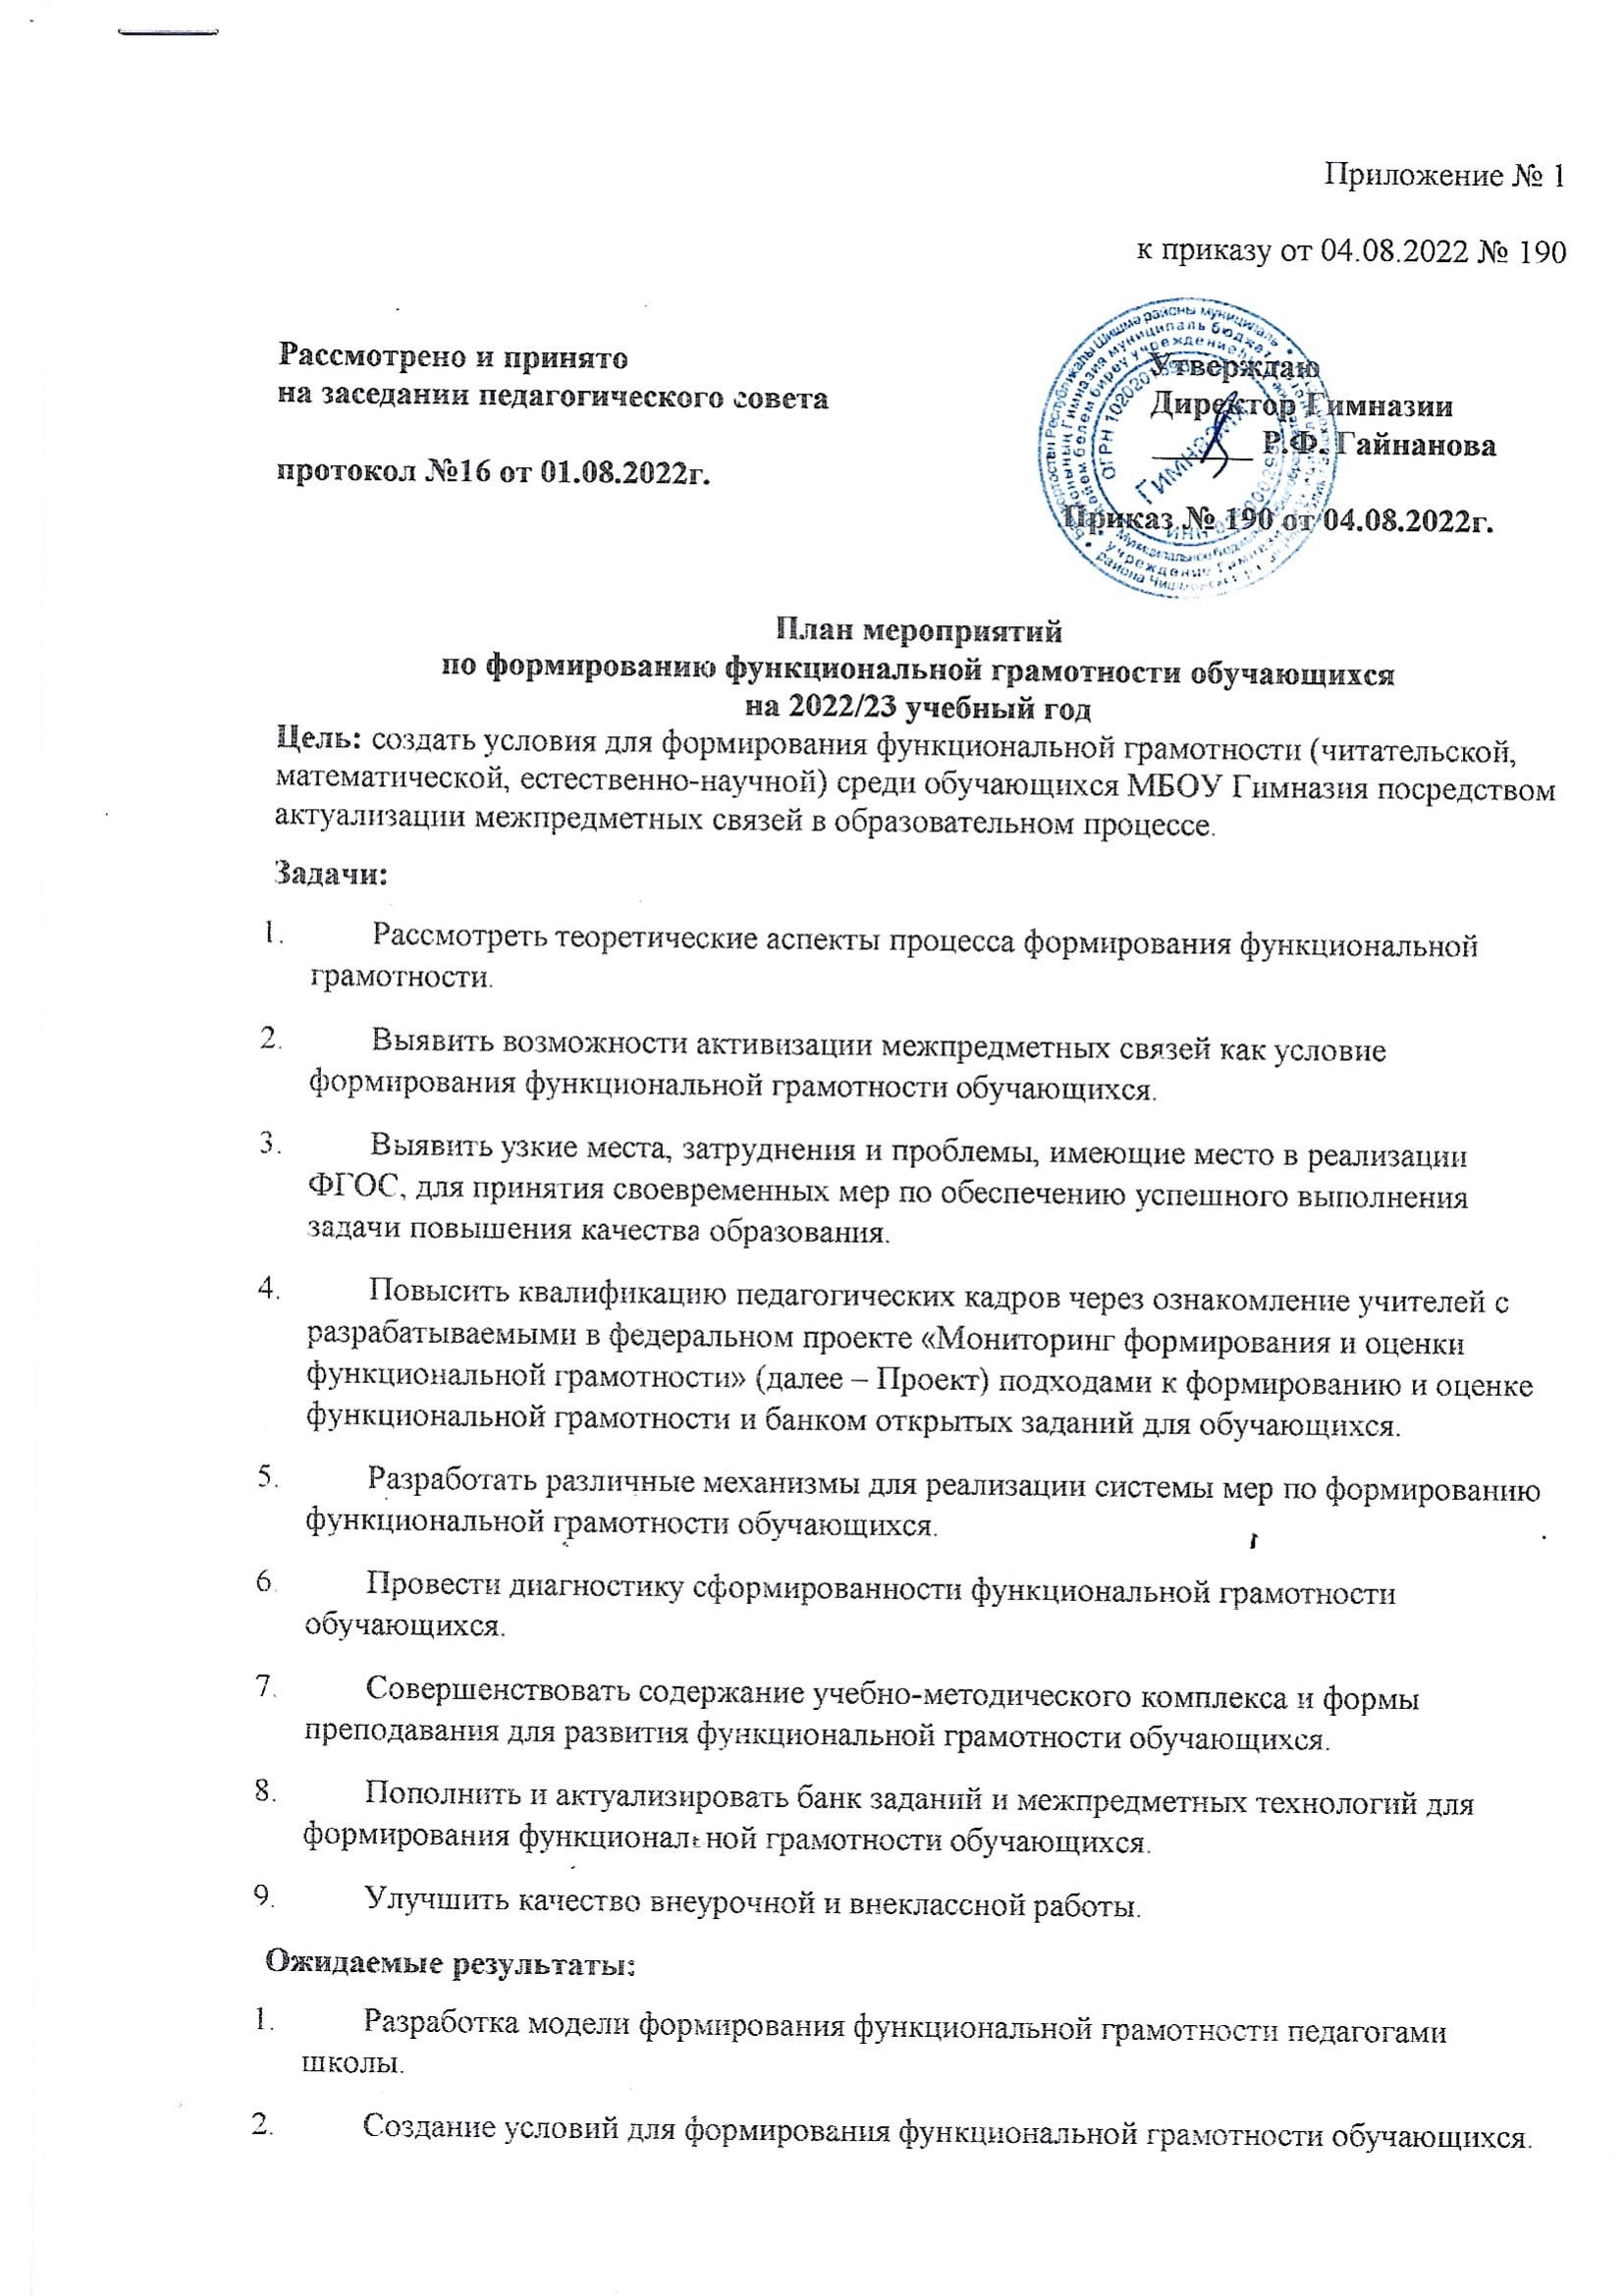 Приложение № 1
к приказу от 04.08.2022 № 190
Рассмотрено и принято
на заседании педагогического совета
протокол №16 от 01.08.2022г.
Утверждаю
Директор Гимназии
Р.Ф. Гайнанова
Приказ № 190 от 04.08.2022г.
Гимназия
План мероприятий
по формированию функциональной грамотности обучающихся
на 2022/23 учебный год
Цель: создать условия для формирования функциональной грамотности (читательской,
математической, естественно-научной) среди обучающихся МБОУ Гимназия посредством
актуализации межпредметных связей в образовательном процессе.
Задачи:
1. Рассмотреть теоретические аспекты процесса формирования функциональной
грамотности.
2. Выявить возможности активизации межпредметных связей как условие
формирования функциональной грамотности обучающихся.
3. Выявить узкие места, затруднения и проблемы, имеющие место в реализации
ФГОС, для принятия своевременных мер по обеспечению успешного выполнения
задачи повышения качества образования.
4. Повысить квалификацию педагогических кадров через ознакомление учителей с
разрабатываемыми в федеральном проекте «Мониторинг формирования и оценки
функциональной грамотности» (далее – Проект) подходами к формированию и оценке
функциональной грамотности и банком открытых заданий для обучающихся.
5. Разработать различные механизмы для реализации системы мер по формированию
функциональной грамотности обучающихся.
6. Провести диагностику сформированности функциональной грамотности
обучающихся.
7. Совершенствовать содержание учебно-методического комплекса и формы
преподавания для развития функциональной грамотности обучающихся.
8. Пополнить и актуализировать банк заданий и межпредметных технологий для
формирования функциональной грамотности обучающихся.
9. Улучшить качество внеурочной и внеклассной работы.
Ожидаемые результаты:
1. Разработка модели формирования функциональной грамотности педагогами
школы.
2. Создание условий для формирования функциональной грамотности обучающихся.